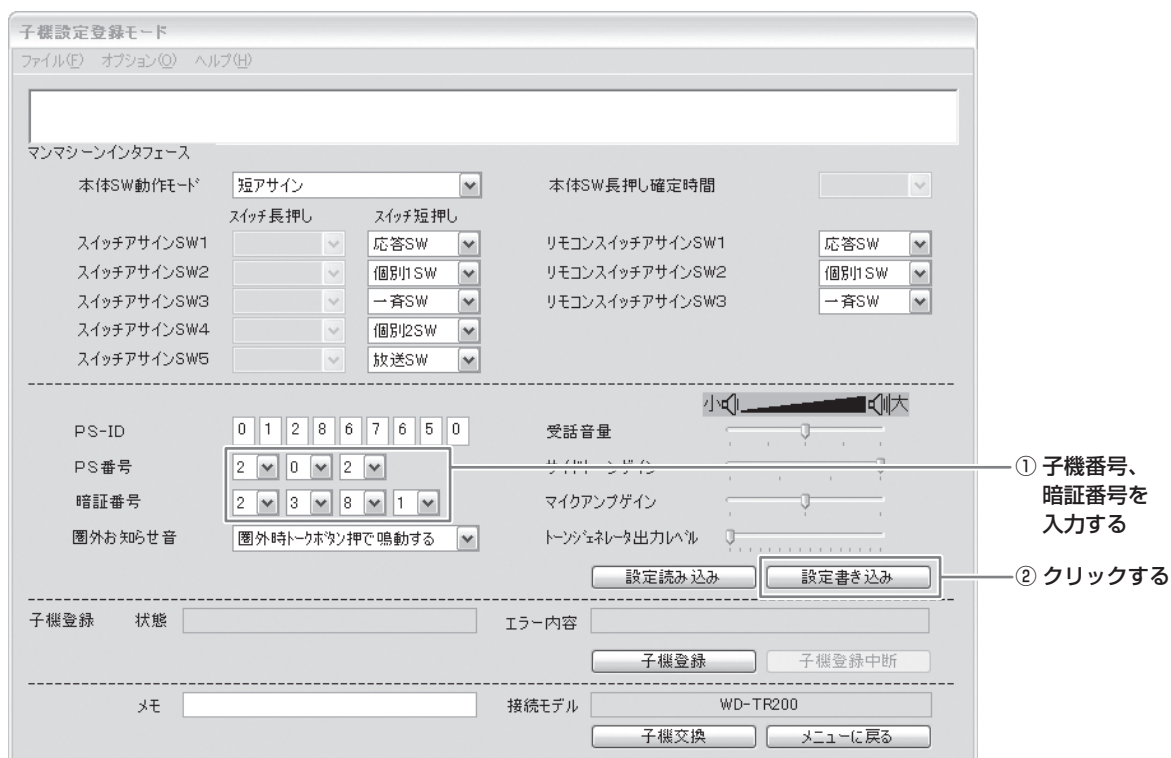 子機設定登録モード
ファイル(F) オプション(O) ヘルプ(H)
マンマシーンインタフェース
本体SW動作モード 短アサイン 本体SW長押し確定時間
スイッチ長押し スイッチ短押し
スイッチアサインSW1 応答SW リモコンスイッチアサインSW1 応答SW
スイッチアサインSW2 個別1SW リモコンスイッチアサインSW2 個別1SW
スイッチアサインSW3 一斉SW リモコンスイッチアサインSW3 一斉SW
スイッチアサインSW4 個別2SW
スイッチアサインSW5 放送SW
小 大
PS-ID 0 1 2 8 6 7 6 5 0 受話音量
PS番号 2 0 2 サイドトーンゲイン
暗証番号 2 3 8 1 マイクアンプゲイン
圏外お知らせ音 圏外時トークボタン押で鳴動する トーンジェネレータ出力レベル
① 子機番号、
暗証番号を
入力する
設定読み込み 設定書き込み ② クリックする
子機登録 状態 エラー内容
子機登録 子機登録中断
メモ 接続モデル WD-TR200
子機交換 メニューに戻る